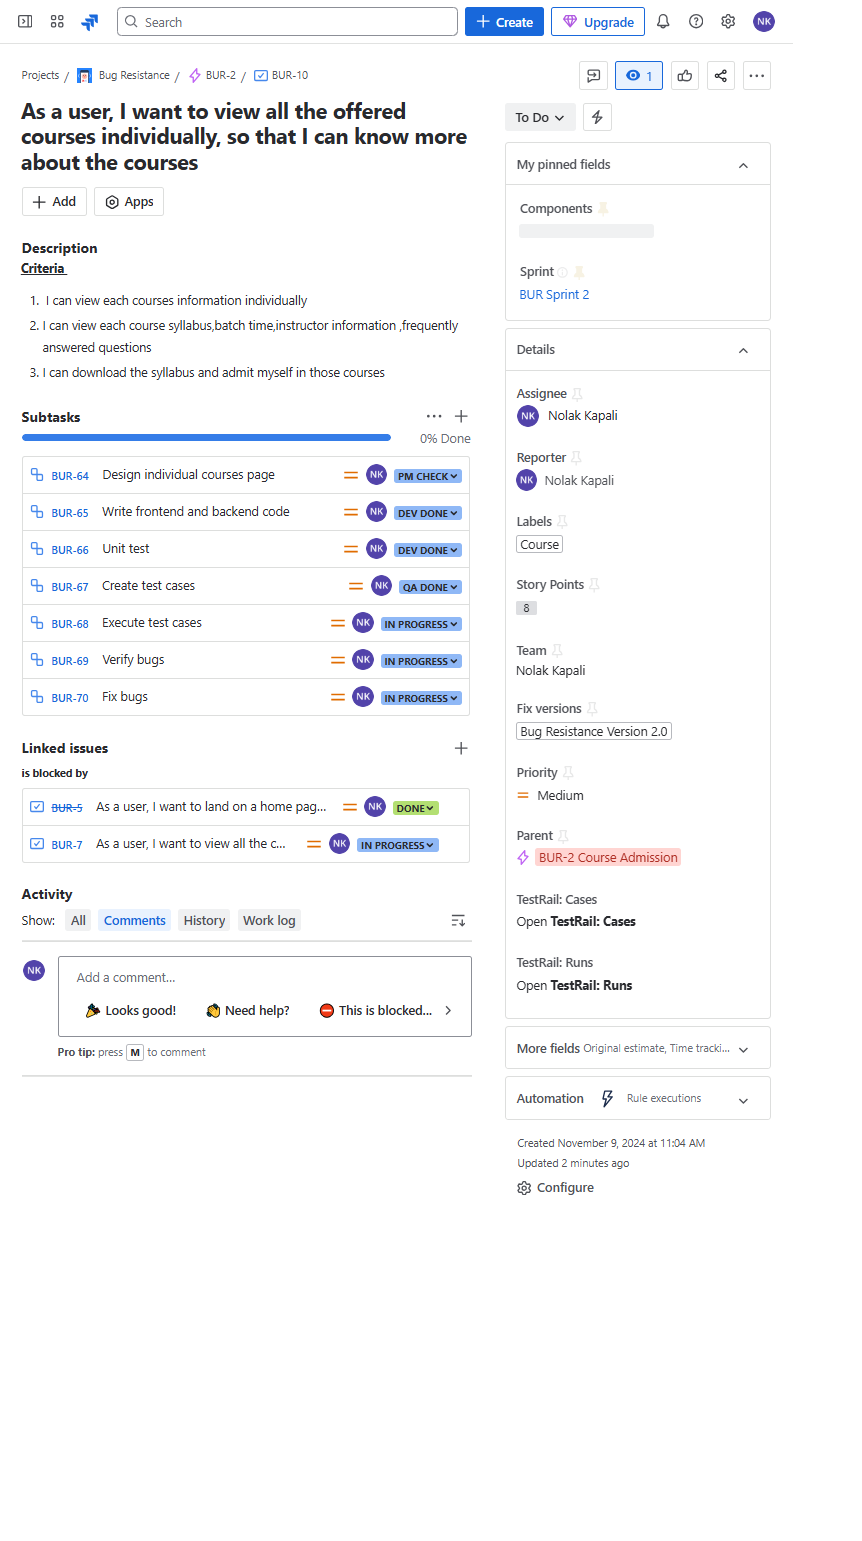 Search
Create
Upgrade
NK
Projects / Bug Resistance / BUR-2 / BUR-10
1
As a user, I want to view all the offered
courses individually, so that I can know more
about the courses
Add
Apps
Description
Criteria
1. I can view each courses information individually
2. I can view each course syllabus,batch time,instructor information ,frequently
answered questions
3. I can download the syllabus and admit myself in those courses
Subtasks
0% Done
BUR-64 Design individual courses page NK PM CHECK
BUR-65 Write frontend and backend code NK DEV DONE
BUR-66 Unit test NK DEV DONE
BUR-67 Create test cases NK QA DONE
BUR-68 Execute test cases NK IN PROGRESS
BUR-69 Verify bugs NK IN PROGRESS
BUR-70 Fix bugs NK IN PROGRESS
Linked issues
is blocked by
BUR-5 As a user, I want to land on a home pag... NK DONE
BUR-7 As a user, I want to view all the c... NK IN PROGRESS
Activity
Show: All Comments History Work log
NK
Add a comment...
Looks good! Need help? This is blocked...
Pro tip: press M to comment
To Do
My pinned fields
Components
Sprint
BUR Sprint 2
Details
Assignee
NK Nolak Kapali
Reporter
NK Nolak Kapali
Labels
Course
Story Points
8
Team
Nolak Kapali
Fix versions
Bug Resistance Version 2.0
Priority
Medium
Parent
BUR-2 Course Admission
TestRail: Cases
Open TestRail: Cases
TestRail: Runs
Open TestRail: Runs
More fields Original estimate, Time tracki...
Automation Rule executions
Created November 9, 2024 at 11:04 AM
Updated 2 minutes ago
Configure